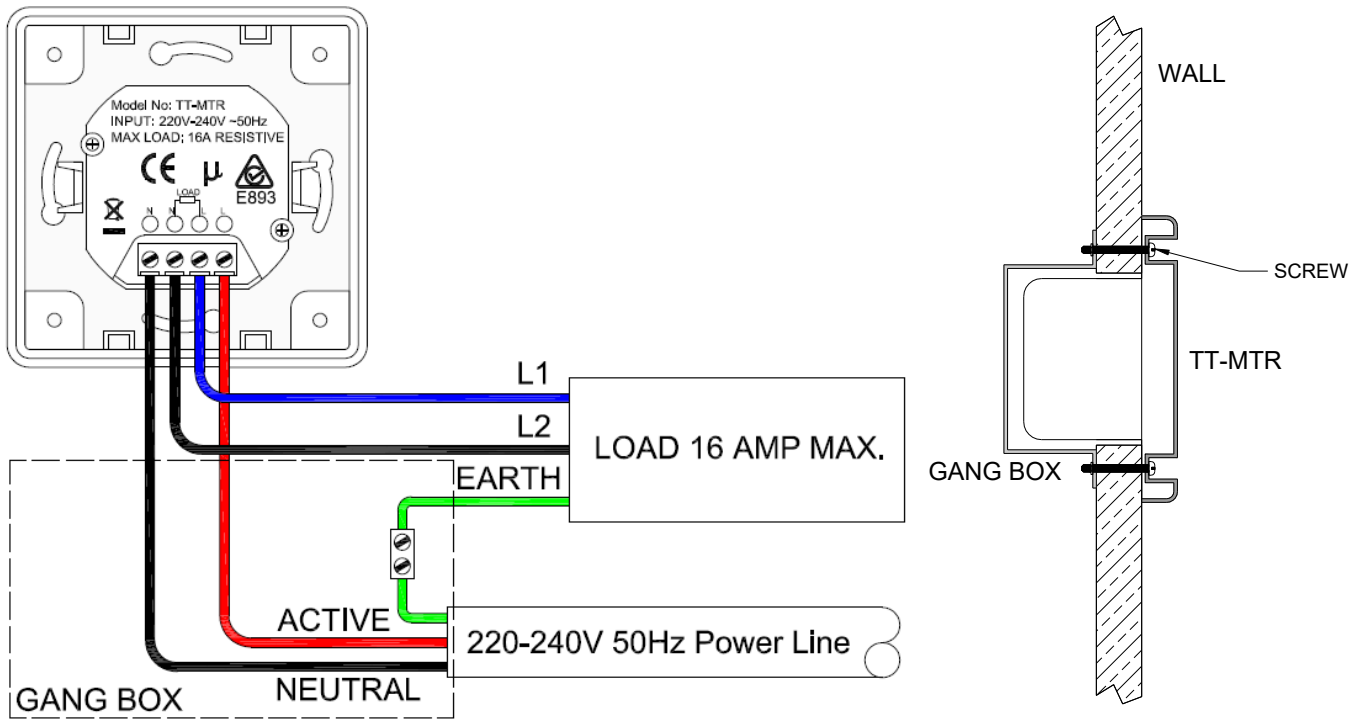 Model No: TT-MTR
INPUT: 220V-240V ~50Hz
MAX LOAD; 16A RESISTIVE
CE µ
E893
LOAD
N N L L
L1
L2
LOAD 16 AMP MAX.
EARTH
ACTIVE
220-240V 50Hz Power Line
NEUTRAL
GANG BOX
WALL
SCREW
TT-MTR
GANG BOX